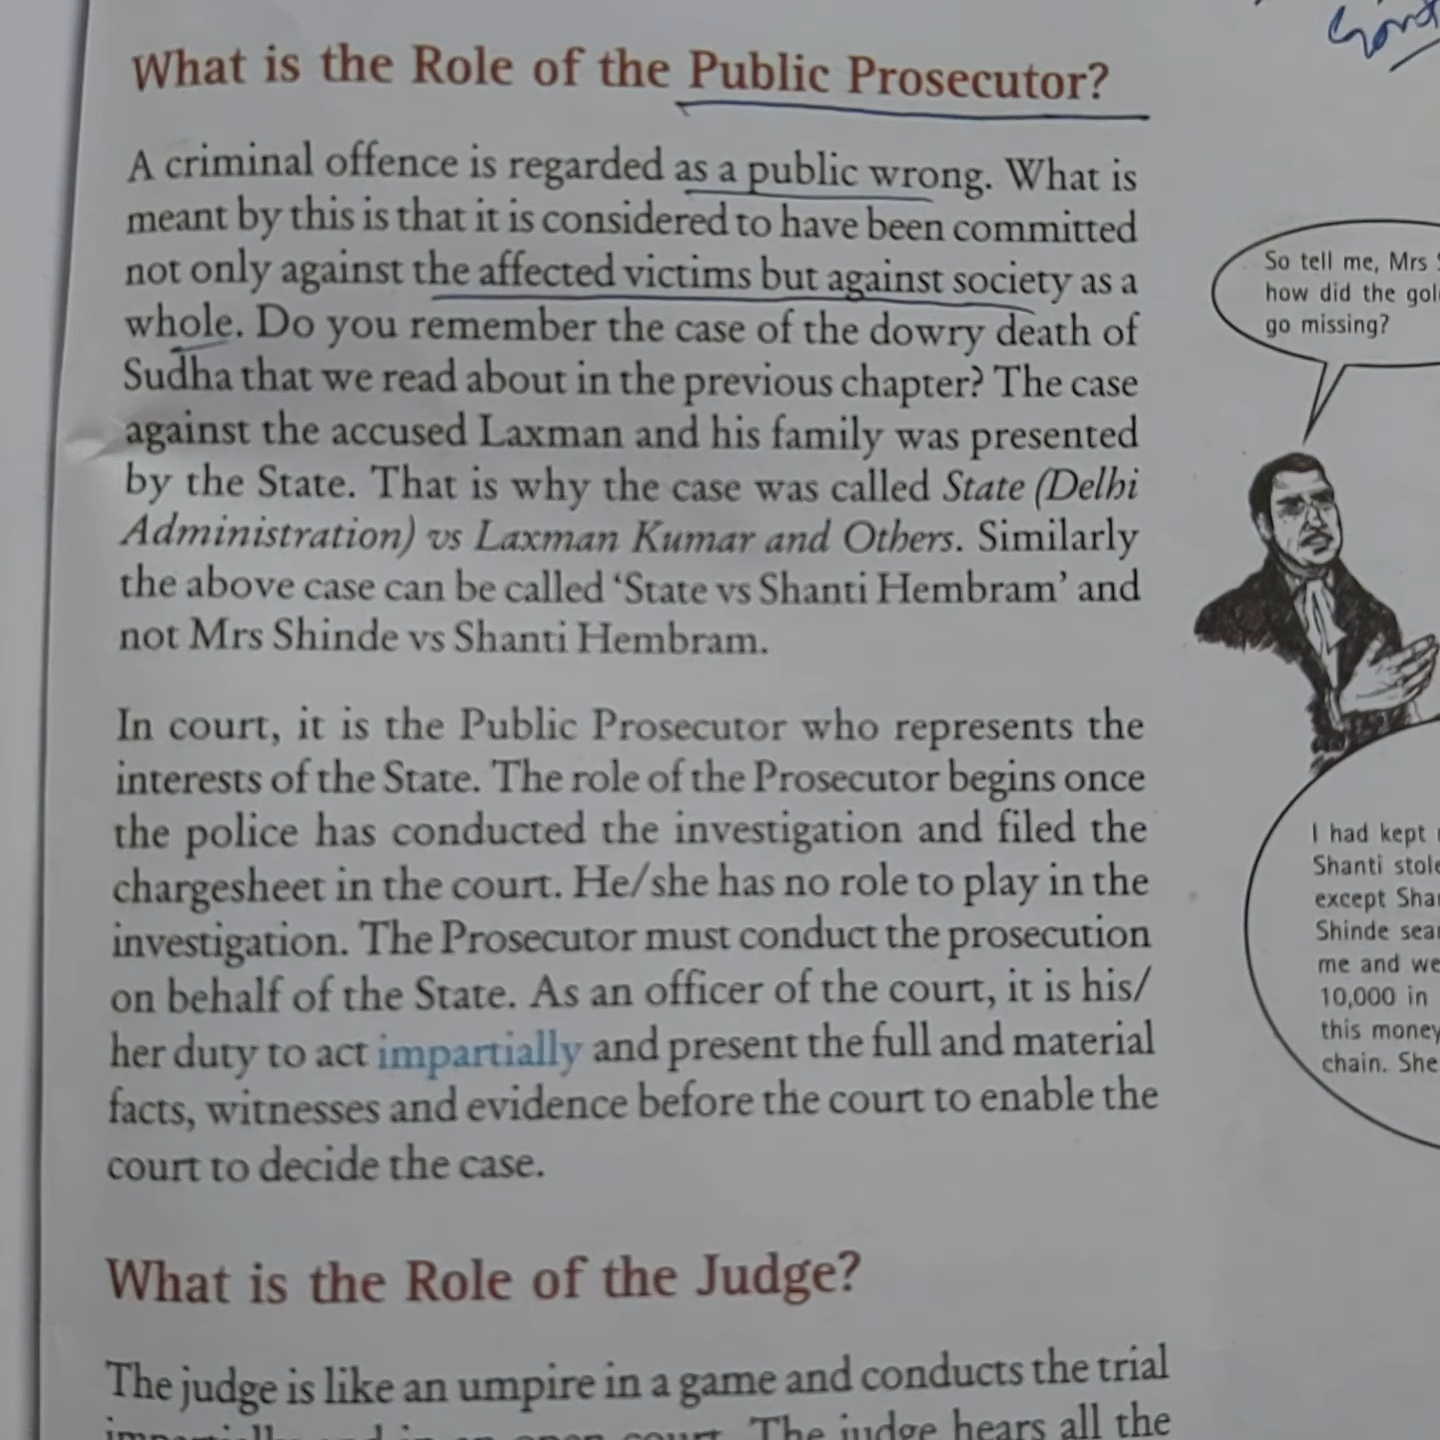 What is the Role of the Public Prosecutor?
A criminal offence is regarded as a public wrong. What is
meant by this is that it is considered to have been committed
not only against the affected victims but against society as a
whole. Do you remember the case of the dowry death of
Sudha that we read about in the previous chapter? The case
against the accused Laxman and his family was presented
by the State. That is why the case was called State (Delhi
Administration) vs Laxman Kumar and Others. Similarly
the above case can be called ‘State vs Shanti Hembram’ and
not Mrs Shinde vs Shanti Hembram.
In court, it is the Public Prosecutor who represents the
interests of the State. The role of the Prosecutor begins once
the police has conducted the investigation and filed the
chargesheet in the court. He/she has no role to play in the
investigation. The Prosecutor must conduct the prosecution
on behalf of the State. As an officer of the court, it is his/
her duty to act impartially and present the full and material
facts, witnesses and evidence before the court to enable the
court to decide the case.
What is the Role of the Judge?
The judge is like an umpire in a game and conducts the trial
impartially and in an open court. The judge hears all the
So tell me, Mrs
how did the
go missing?
I had kept
Shanti
except
Shinde
me and
10,000 in
this money
chain. She